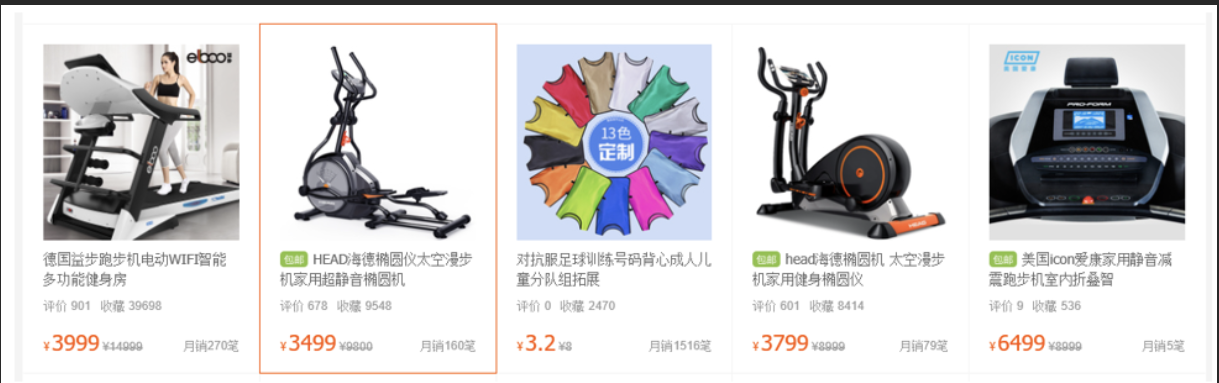 eiboo
eiboo
德国益步跑步机电动WIFI智能
多功能健身房
评价 901 收藏 39698
¥3999 ¥14999 月销270笔
包邮 HEAD海德椭圆仪太空漫步
机家用超静音椭圆机
评价 678 收藏 9548
¥3499 ¥9800 月销160笔
13色
定制
对抗服足球训练号码背心成人儿
童分队组拓展
评价 0 收藏 2470
¥3.2 ¥8 月销1516笔
HEAD
包邮 head海德椭圆机 太空漫步
机家用健身椭圆仪
评价 601 收藏 8414
¥3799 ¥8999 月销79笔
ICON
PRO-FORM
包邮 美国icon爱康家用静音减
震跑步机室内折叠智
评价 9 收藏 536
¥6499 ¥8999 月销5笔